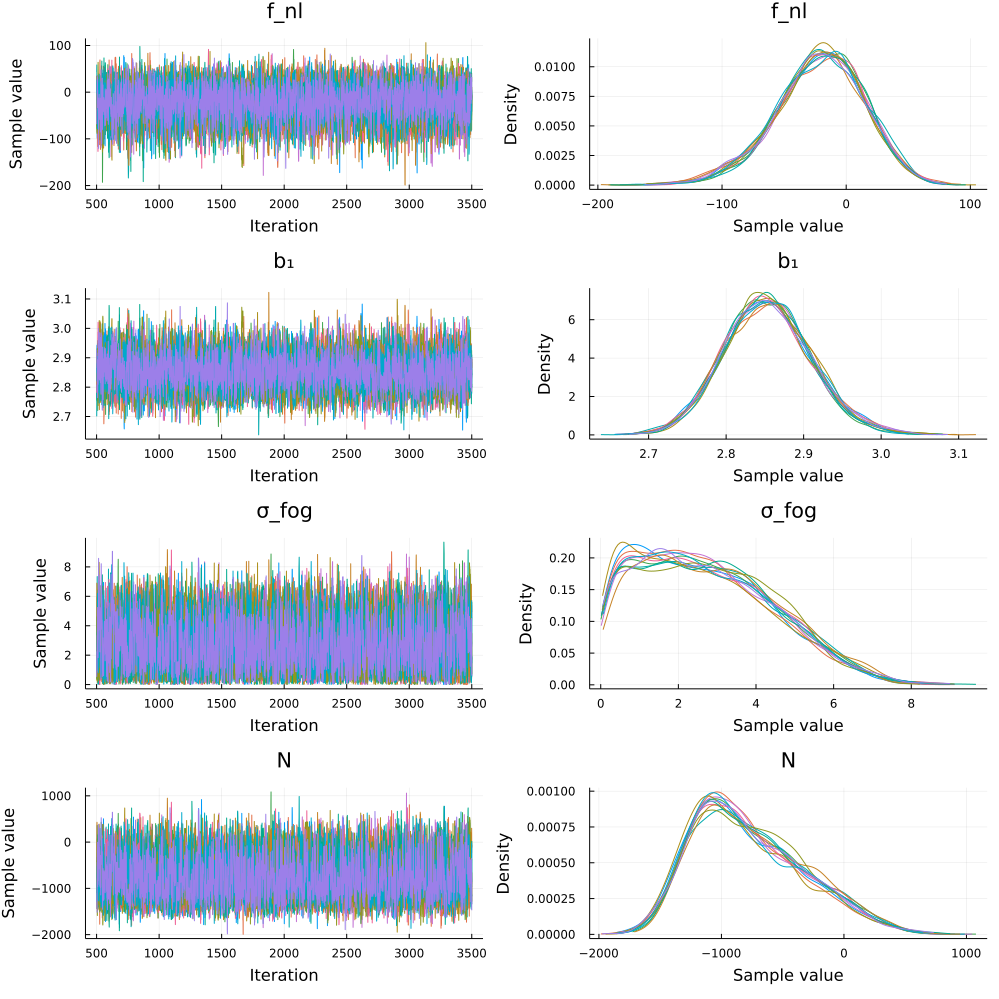 f_nl
f_nl
100
0
−100
−200
Sample value
500 1000 1500 2000 2500 3000 3500
Iteration
0.0100
0.0075
0.0050
0.0025
0.0000
Density
−200 −100 0 100
Sample value
b₁
b₁
3.1
3.0
2.9
2.8
2.7
Sample value
500 1000 1500 2000 2500 3000 3500
Iteration
6
4
2
0
Density
2.7 2.8 2.9 3.0 3.1
Sample value
σ_fog
σ_fog
8
6
4
2
0
Sample value
500 1000 1500 2000 2500 3000 3500
Iteration
0.20
0.15
0.10
0.05
0.00
Density
0 2 4 6 8
Sample value
N
N
1000
0
−1000
−2000
Sample value
500 1000 1500 2000 2500 3000 3500
Iteration
0.00100
0.00075
0.00050
0.00025
0.00000
Density
−2000 −1000 0 1000
Sample value